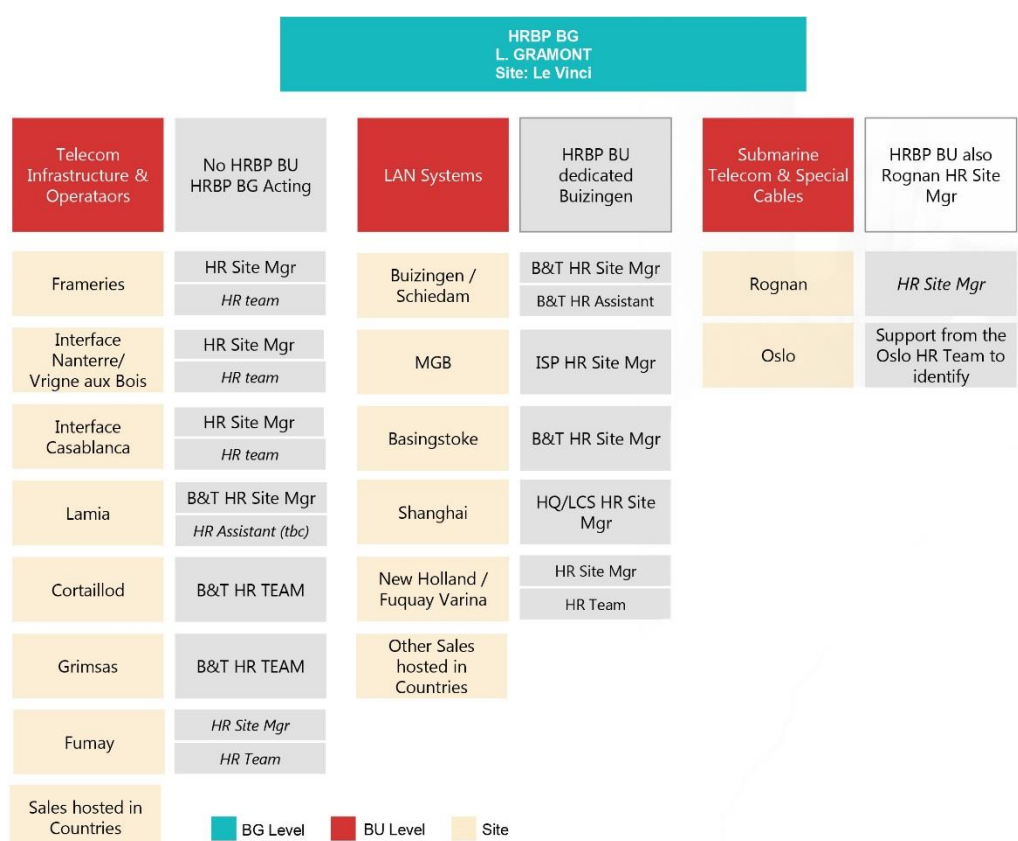 HRBP BG
L. GRAMONT
Site: Le Vinci
Telecom
Infrastructure &
Operataors
No HRBP BU
HRBP BG Acting
LAN Systems
HRBP BU
dedicated
Buizingen
Submarine
Telecom & Special
Cables
HRBP BU also
Rognan HR Site
Mgr
Frameries
HR Site Mgr
HR team
Interface
Nanterre/
Vrigne aux Bois
HR Site Mgr
HR team
Interface
Casablanca
HR Site Mgr
HR team
Lamia
B&T HR Site Mgr
HR Assistant (tbc)
Cortaillod
B&T HR TEAM
Grimsas
B&T HR TEAM
Fumay
HR Site Mgr
HR Team
Sales hosted in
Countries
Buizingen /
Schiedam
B&T HR Site Mgr
B&T HR Assistant
MGB
ISP HR Site Mgr
Basingstoke
B&T HR Site Mgr
Shanghai
HQ/LCS HR Site
Mgr
New Holland /
Fuquay Varina
HR Site Mgr
HR Team
Other Sales
hosted in
Countries
Rognan
HR Site Mgr
Oslo
Support from the
Oslo HR Team to
identify
BG Level
BU Level
Site